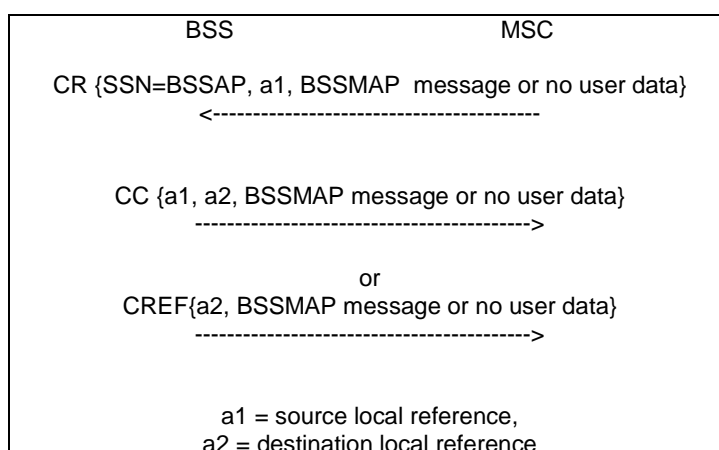 BSS MSC
CR {SSN=BSSAP, a1, BSSMAP message or no user data}
<-----------------------------------------
CC {a1, a2, BSSMAP message or no user data}
------------------------------------------>
or
CREF{a2, BSSMAP message or no user data}
------------------------------------------>
a1 = source local reference,
a2 = destination local reference